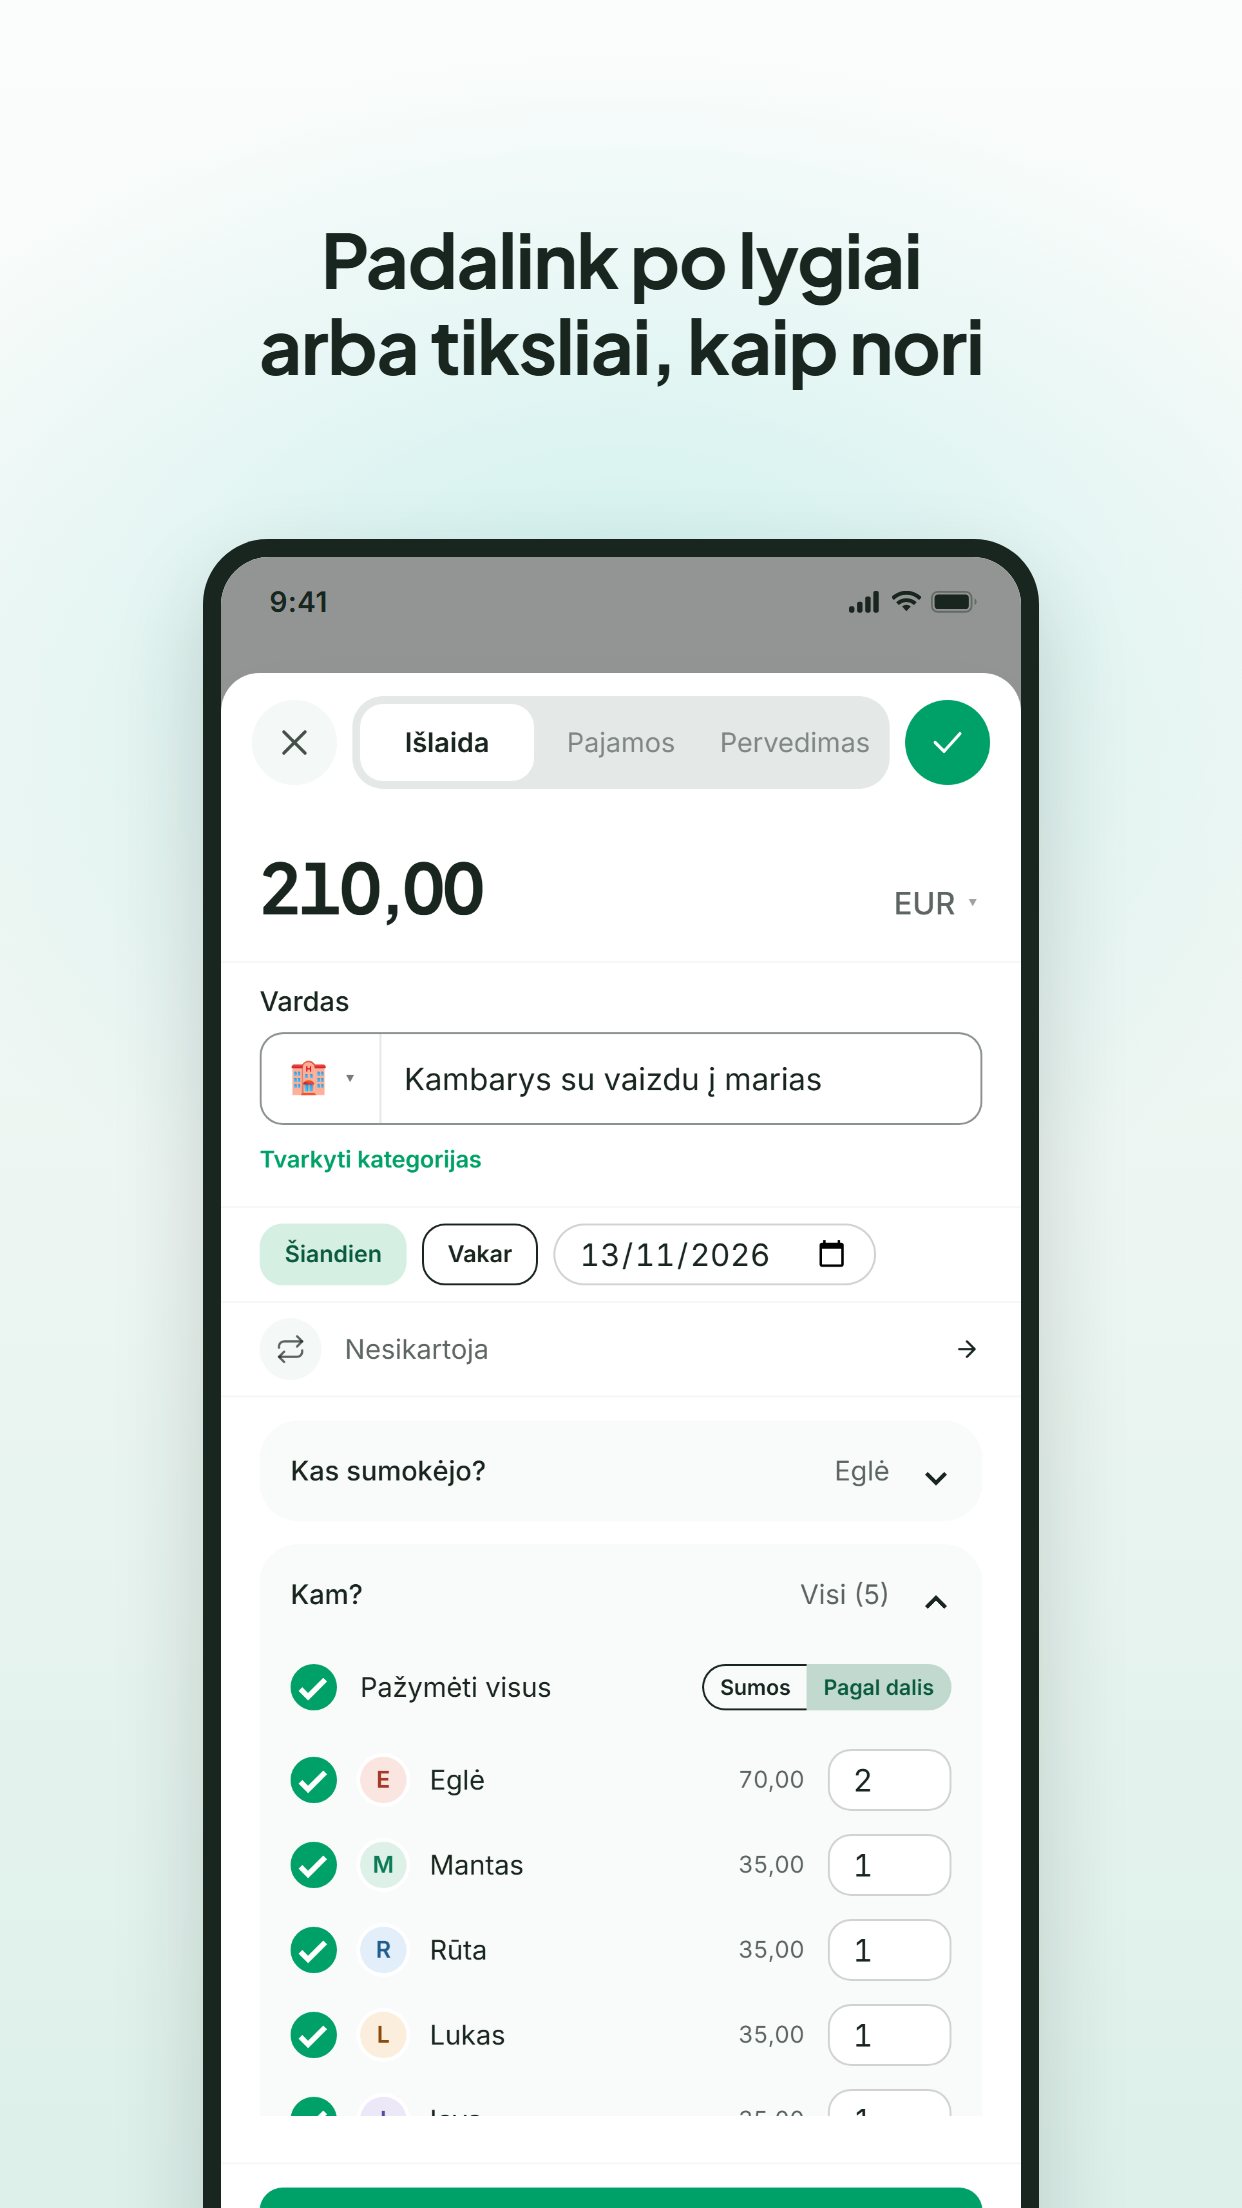 Padalink po lygiai
arba tiksliai, kaip nori
9:41
Išlaida Pajamos Pervedimas
210,00 EUR
Vardas
Kambarys su vaizdu į marias
Tvarkyti kategorijas
Šiandien Vakar 13/11/2026
Nesikartoja
Kas sumokėjo? Eglė
Kam? Visi (5)
Pažymėti visus Sumos Pagal dalis
E Eglė 70,00 2
M Mantas 35,00 1
R Rūta 35,00 1
L Lukas 35,00 1